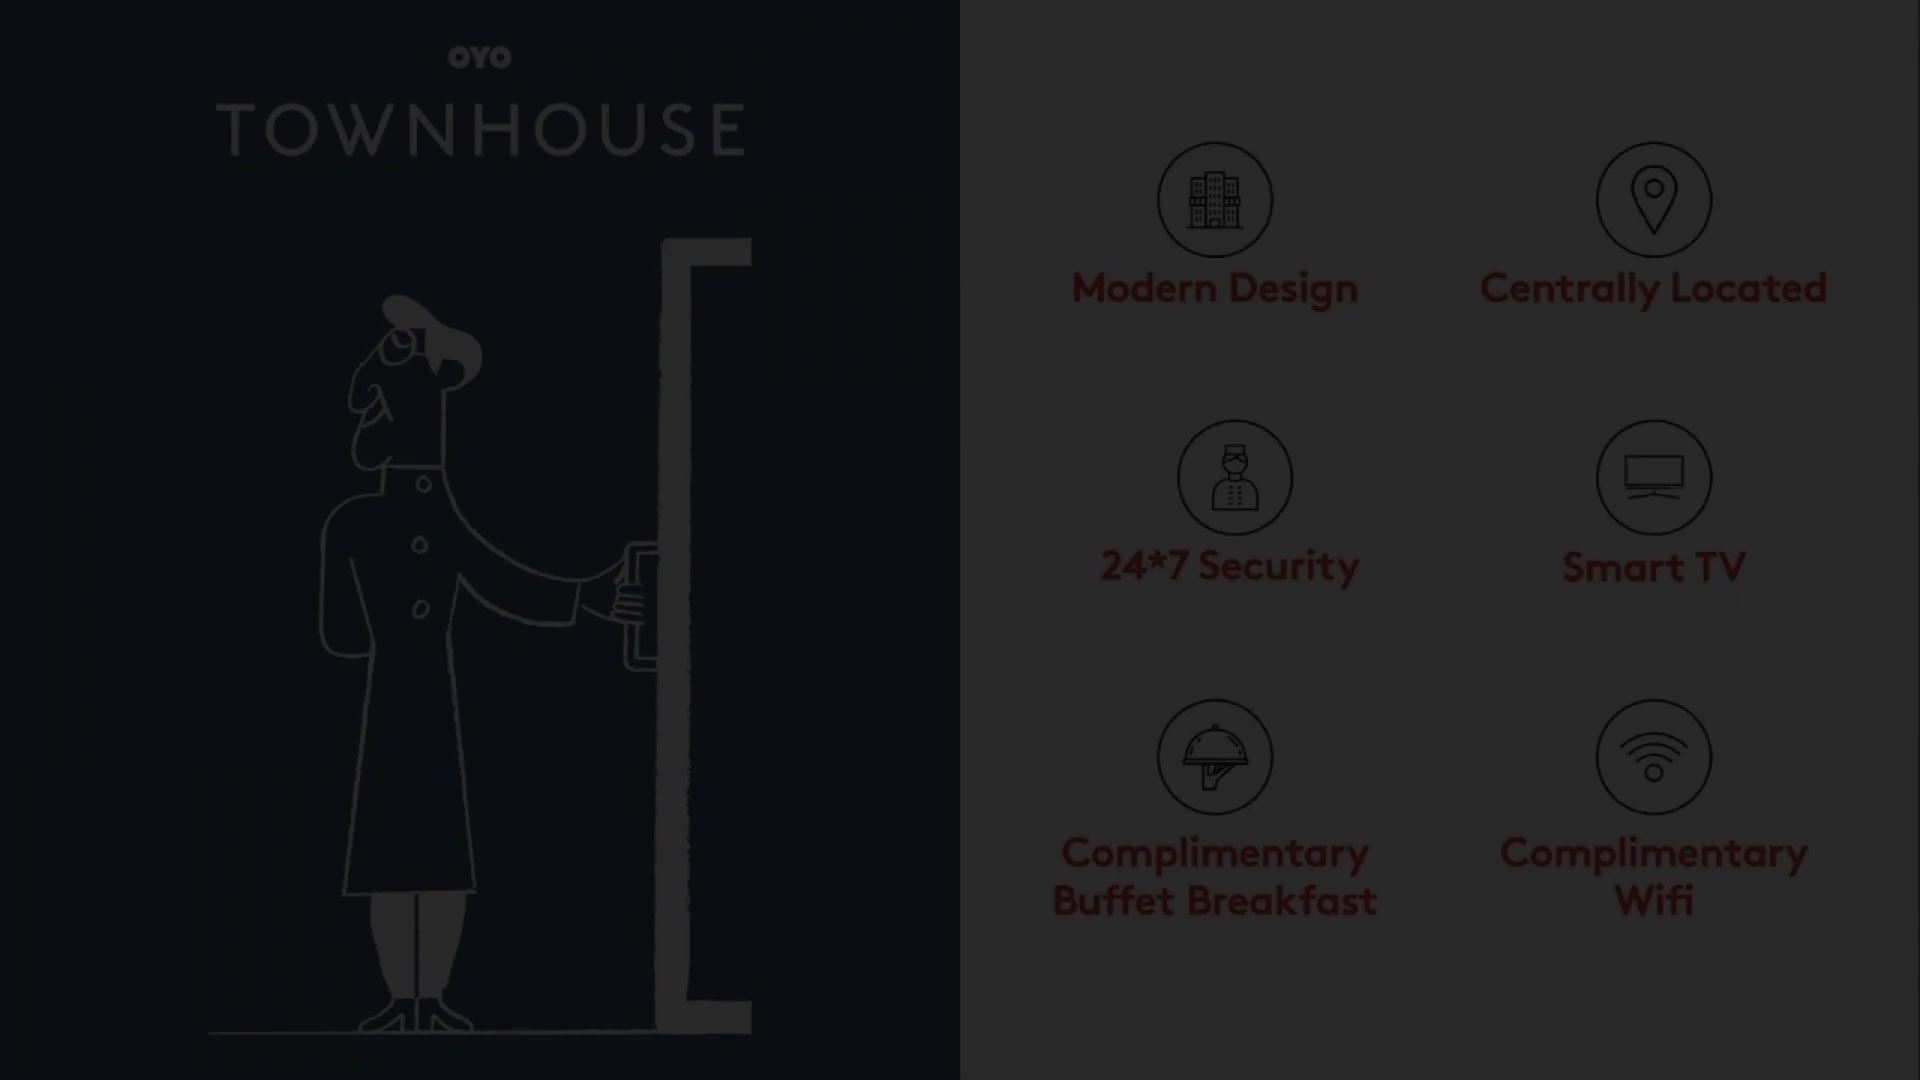 OYO
TOWNHOUSE
Modern Design
Centrally Located
24*7 Security
Smart TV
Complimentary
Buffet Breakfast
Complimentary
Wifi